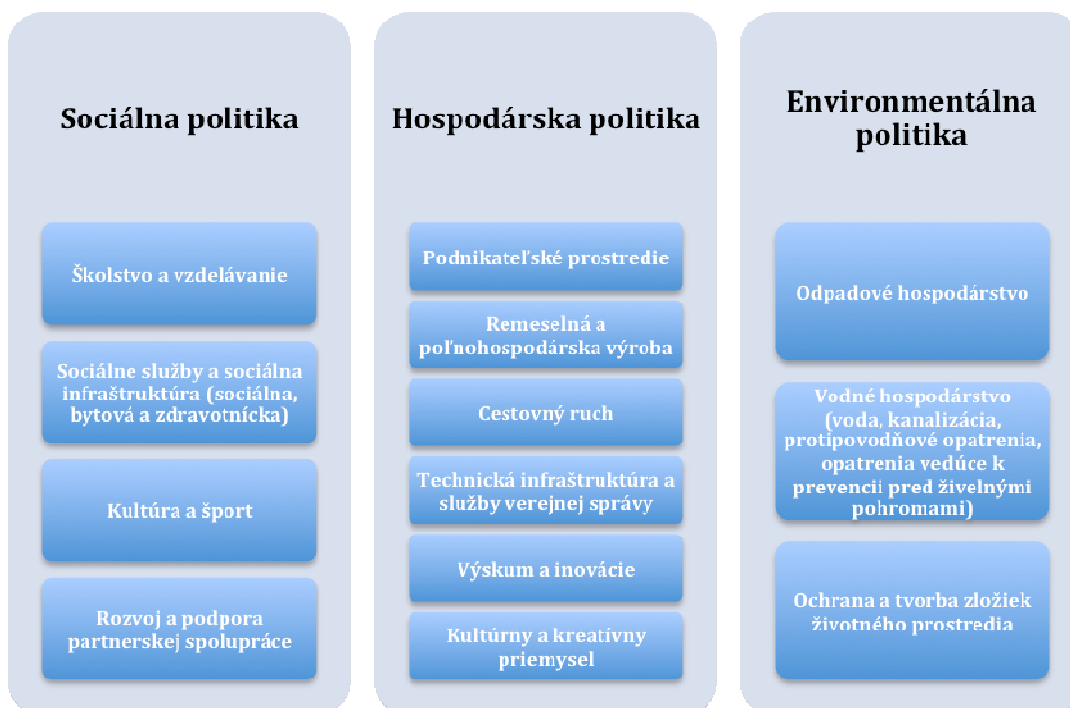 Sociálna politika
Školstvo a vzdelávanie
Sociálne služby a sociálna
infraštruktúra (sociálna,
bytová a zdravotnícka)
Kultúra a šport
Rozvoj a podpora
partnerskej spolupráce
Hospodárska politika
Podnikateľské prostredie
Remeselná a
poľnohospodárska výroba
Cestovný ruch
Technická infraštruktúra a
služby verejnej správy
Výskum a inovácie
Kultúrny a kreatívny
priemysel
Environmentálna
politika
Odpadové hospodárstvo
Vodné hospodárstvo
(voda, kanalizácia,
protipovodňové opatrenia,
opatrenia vedúce k
prevencii pred živelnými
pohromami)
Ochrana a tvorba zložiek
životného prostredia